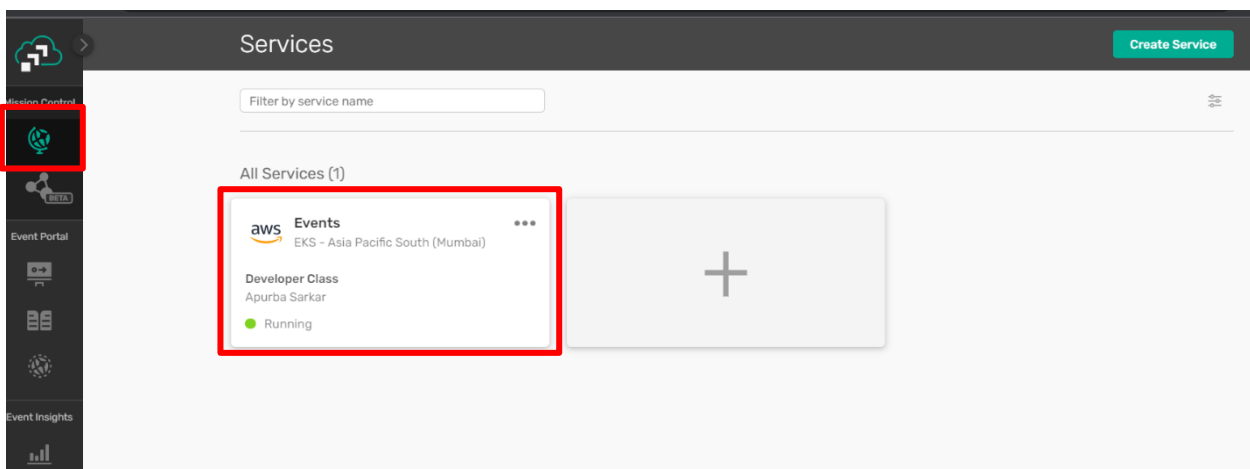 Services
Create Service
Mission Control
Filter by service name
BETA
All Services (1)
aws
Events
EKS - Asia Pacific South (Mumbai)
Event Portal
Developer Class
Apurba Sarkar
Running
Event Insights